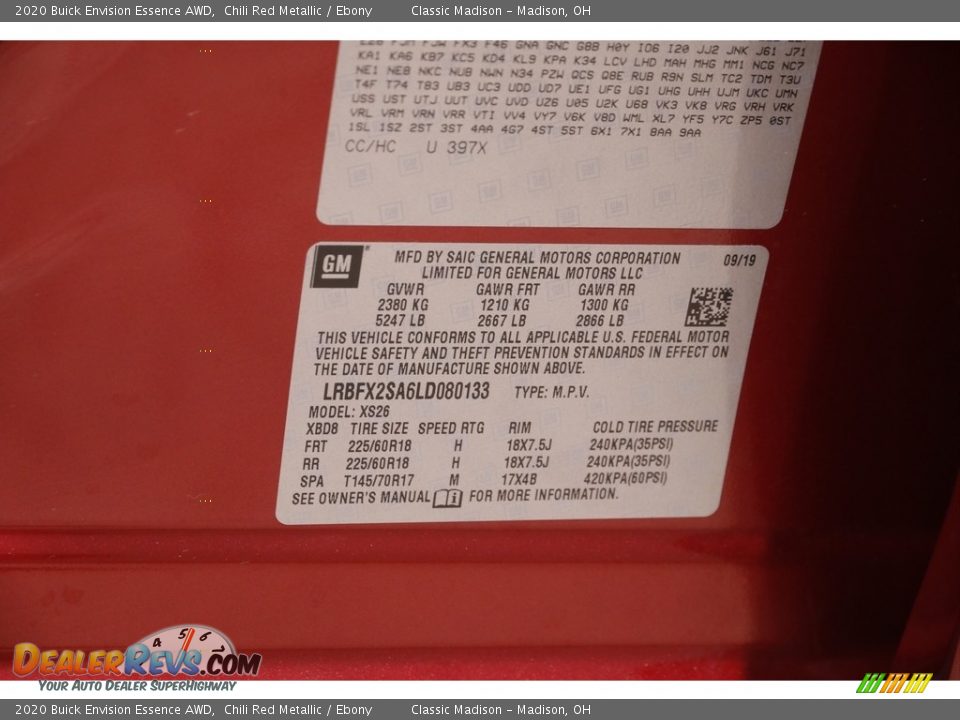 2020 Buick Envision Essence AWD, Chili Red Metallic / Ebony Classic Madison – Madison, OH
KA1 KA6 KB7 KC5 KD4 KL9 KPA K34 LCV LHD MAH MHG MM1 NCG NC7
NE1 NE8 NKC NUB NWN N34 PZW QCS Q8E RUB R9N SLM TC2 TDM T3U
T4F T74 T83 UB3 UC3 UDD UD7 UE1 UFG UG1 UHG UHH UJM UKC UMN
USS UST UTJ UUT UVC UVD UZ6 U05 U2K U68 VK3 VK8 VRG VRH VRK
VRL VRM VRN VRR VTI VV4 VY7 V6K V8D WML XL7 YF5 Y7C ZP5 0ST
1SL 1SZ 2ST 3ST 4AA 4G7 4ST 5ST 6X1 7X1 8AA 9AA
CC/HC U 397X
GM
MFD BY SAIC GENERAL MOTORS CORPORATION 09/19
LIMITED FOR GENERAL MOTORS LLC
GVWR GAWR FRT GAWR RR
2380 KG 1210 KG 1300 KG
5247 LB 2667 LB 2866 LB
THIS VEHICLE CONFORMS TO ALL APPLICABLE U.S. FEDERAL MOTOR
VEHICLE SAFETY AND THEFT PREVENTION STANDARDS IN EFFECT ON
THE DATE OF MANUFACTURE SHOWN ABOVE.
LRBFX2SA6LD080133 TYPE: M.P.V.
MODEL: XS26
XBD8 TIRE SIZE SPEED RTG RIM COLD TIRE PRESSURE
FRT 225/60R18 H 18X7.5J 240KPA(35PSI)
RR 225/60R18 H 18X7.5J 240KPA(35PSI)
SPA T145/70R17 M 17X4B 420KPA(60PSI)
SEE OWNER'S MANUAL FOR MORE INFORMATION.
4 5 6
DEALERREVS.COM
YOUR AUTO DEALER SUPERHIGHWAY
2020 Buick Envision Essence AWD, Chili Red Metallic / Ebony Classic Madison – Madison, OH